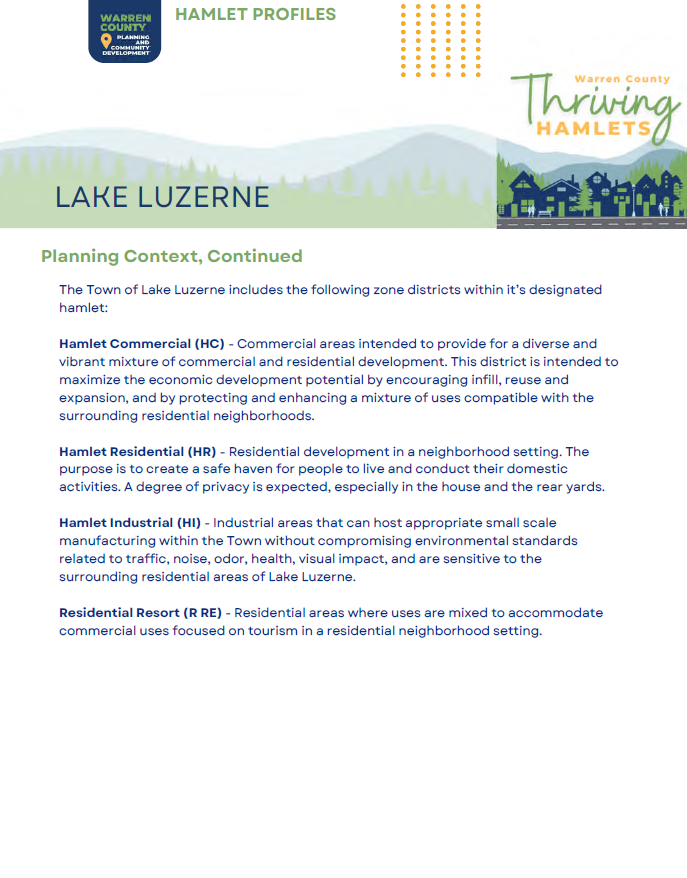 WARREN
COUNTY
PLANNING
AND
COMMUNITY
DEVELOPMENT
HAMLET PROFILES
Warren County
Thriving
HAMLETS
LAKE LUZERNE
Planning Context, Continued
The Town of Lake Luzerne includes the following zone districts within it's designated
hamlet:
Hamlet Commercial (HC) - Commercial areas intended to provide for a diverse and
vibrant mixture of commercial and residential development. This district is intended to
maximize the economic development potential by encouraging infill, reuse and
expansion, and by protecting and enhancing a mixture of uses compatible with the
surrounding residential neighborhoods.
Hamlet Residential (HR) - Residential development in a neighborhood setting. The
purpose is to create a safe haven for people to live and conduct their domestic
activities. A degree of privacy is expected, especially in the house and the rear yards.
Hamlet Industrial (HI) - Industrial areas that can host appropriate small scale
manufacturing within the Town without compromising environmental standards
related to traffic, noise, odor, health, visual impact, and are sensitive to the
surrounding residential areas of Lake Luzerne.
Residential Resort (R RE) - Residential areas where uses are mixed to accommodate
commercial uses focused on tourism in a residential neighborhood setting.